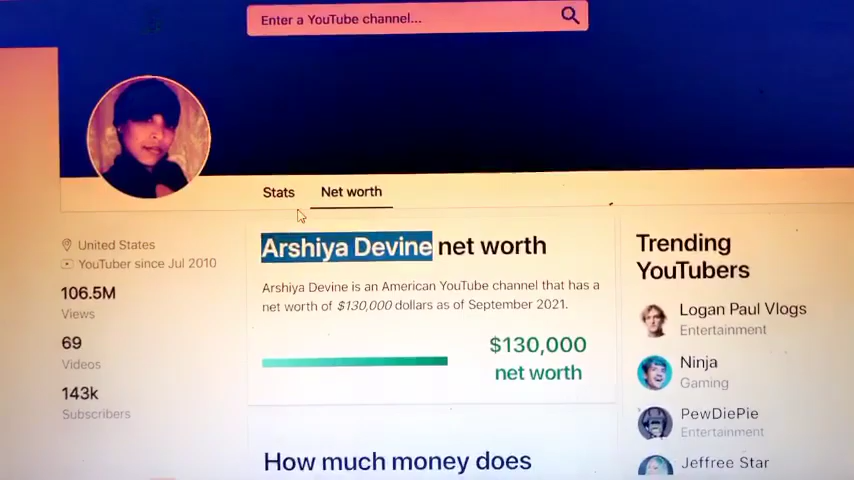 Enter a YouTube channel...
Stats
Net worth
United States
YouTuber since Jul 2010
106.5M
Views
69
Videos
143k
Subscribers
Arshiya Devine net worth
Arshiya Devine is an American YouTube channel that has a
net worth of $130,000 dollars as of September 2021.
$130,000
net worth
How much money does
Trending
YouTubers
Logan Paul Vlogs
Entertainment
Ninja
Gaming
PewDiePie
Entertainment
Jeffree Star